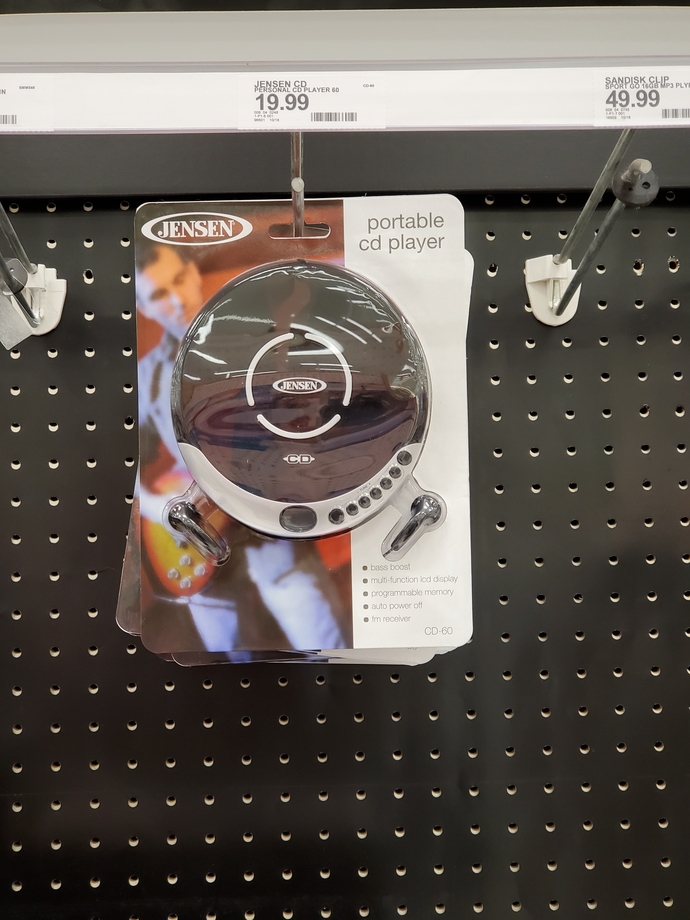 JENSEN CD
PERSONAL CD PLAYER 60
CD-60
19.99
SANDISK CLIP
SPORT GO 16GB MP3 PLY
49.99
JENSEN
portable
cd player
JENSEN
CD
bass boost
multi-function lcd display
programmable memory
auto power off
fm receiver
CD-60